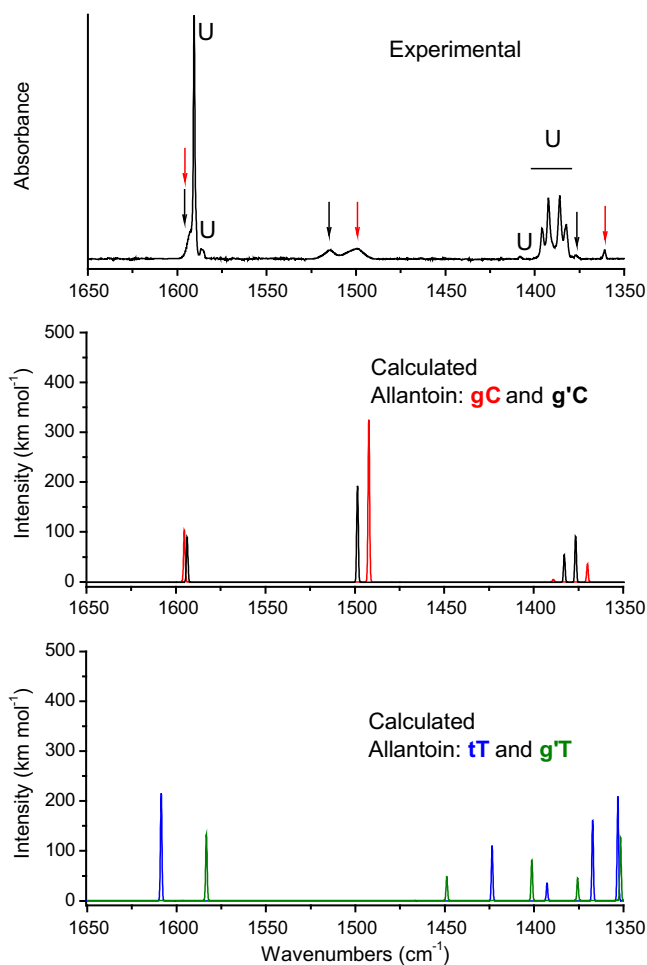 U
Experimental
U
Absorbance
U
U
1650 1600 1550 1500 1450 1400 1350
500
400
300
200
100
0
Intensity (km mol⁻¹)
Calculated
Allantoin: gC and g'C
1650 1600 1550 1500 1450 1400 1350
500
400
300
200
100
0
Intensity (km mol⁻¹)
Calculated
Allantoin: tT and g'T
1650 1600 1550 1500 1450 1400 1350
Wavenumbers (cm⁻¹)